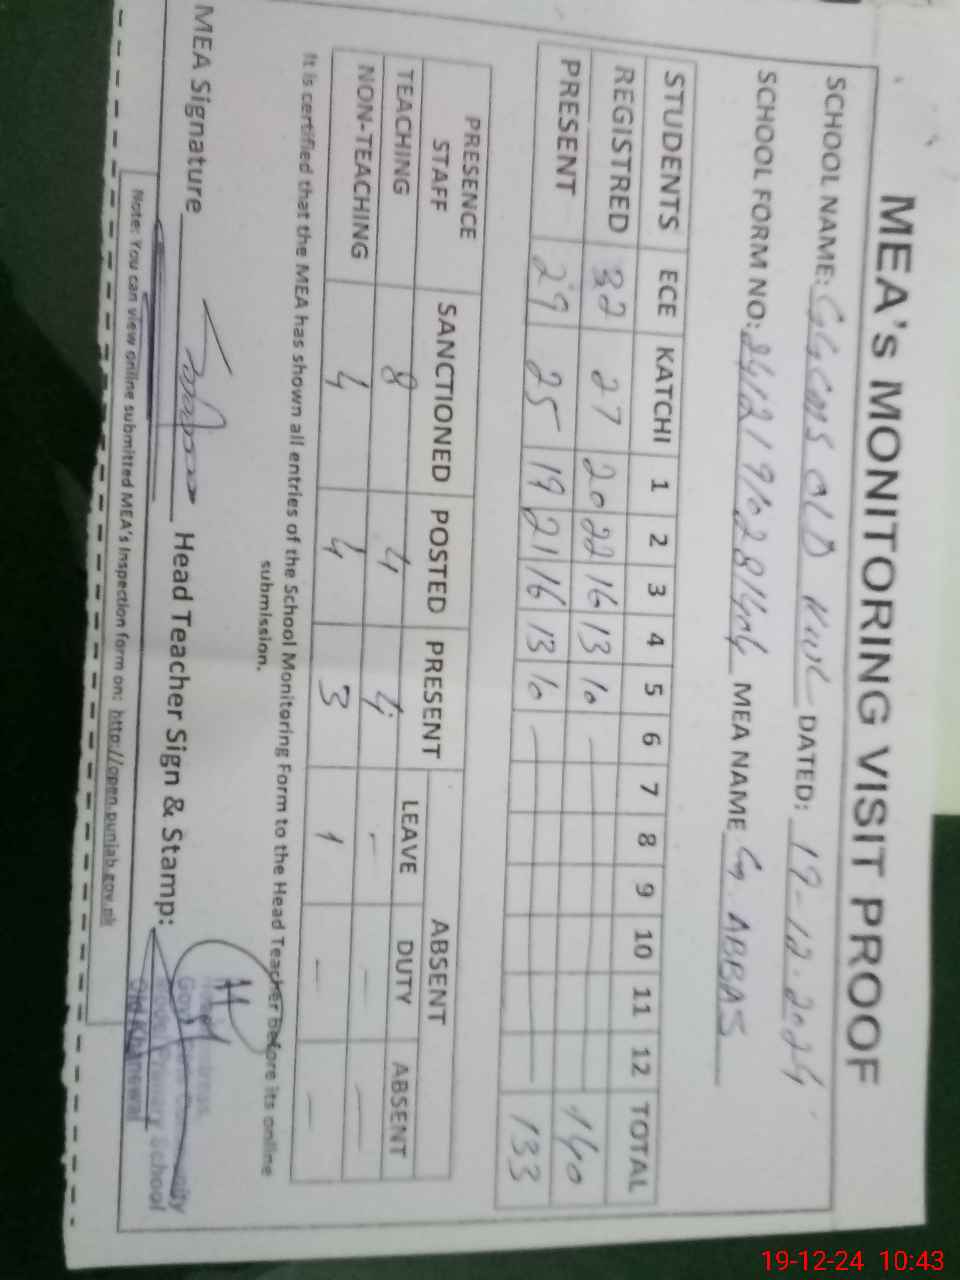 MEA's MONITORING VISIT PROOF
SCHOOL NAME: GGCMS OLD KWL DATED: 19-12-2024
SCHOOL FORM NO: MEA NAME G. ABBAS
STUDENTS ECE KATCHI 1 2 3 4 5 6 7 8 9 10 11 12 TOTAL
REGISTRED 32 27 20 22 16 13 10 — 140
PRESENT 29 25 19 21 16 13 10 — 133
PRESENCE STAFF SANCTIONED POSTED PRESENT ABSENT
LEAVE DUTY ABSENT
TEACHING 8 4 4 - - -
NON-TEACHING 4 4 3 1 - -
It is certified that the MEA has shown all entries of the School Monitoring Form to the Head Teacher before its online
submission.
MEA Signature Head Teacher Sign & Stamp:
School
Old Khanewal
Note: You can view online submitted MEA's Inspection form on: http://open.punjab.gov.pk
19-12-24 10:43